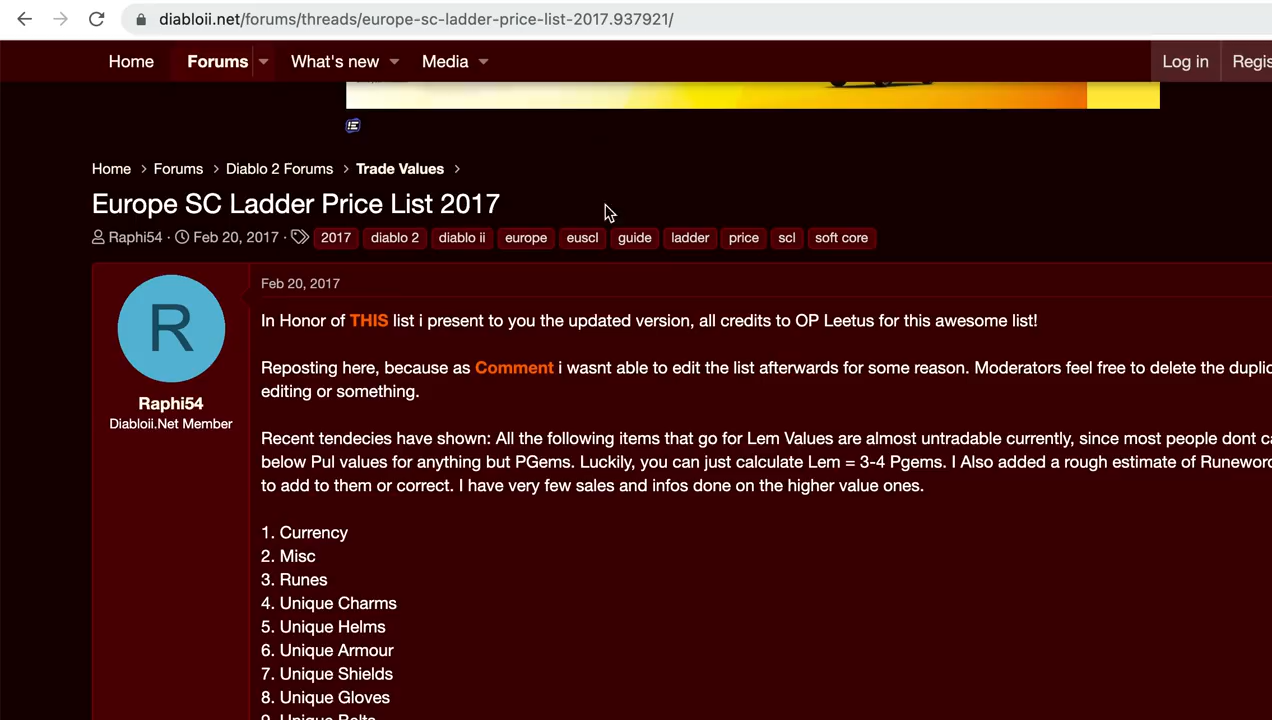 diabloii.net/forums/threads/europe-sc-ladder-price-list-2017.937921/
Home Forums What's new Media Log in Regis
Home > Forums > Diablo 2 Forums > Trade Values >
Europe SC Ladder Price List 2017
Raphi54 · Feb 20, 2017 · 2017 diablo 2 diablo ii europe euscl guide ladder price scl soft core
R
Raphi54
Diabloii.Net Member
Feb 20, 2017
In Honor of THIS list i present to you the updated version, all credits to OP Leetus for this awesome list!
Reposting here, because as Comment i wasnt able to edit the list afterwards for some reason. Moderators feel free to delete the duplic
editing or something.
Recent tendecies have shown: All the following items that go for Lem Values are almost untradable currently, since most people dont ca
below Pul values for anything but PGems. Luckily, you can just calculate Lem = 3-4 Pgems. I Also added a rough estimate of Runeword
to add to them or correct. I have very few sales and infos done on the higher value ones.
1. Currency
2. Misc
3. Runes
4. Unique Charms
5. Unique Helms
6. Unique Armour
7. Unique Shields
8. Unique Gloves
9. Unique Belts